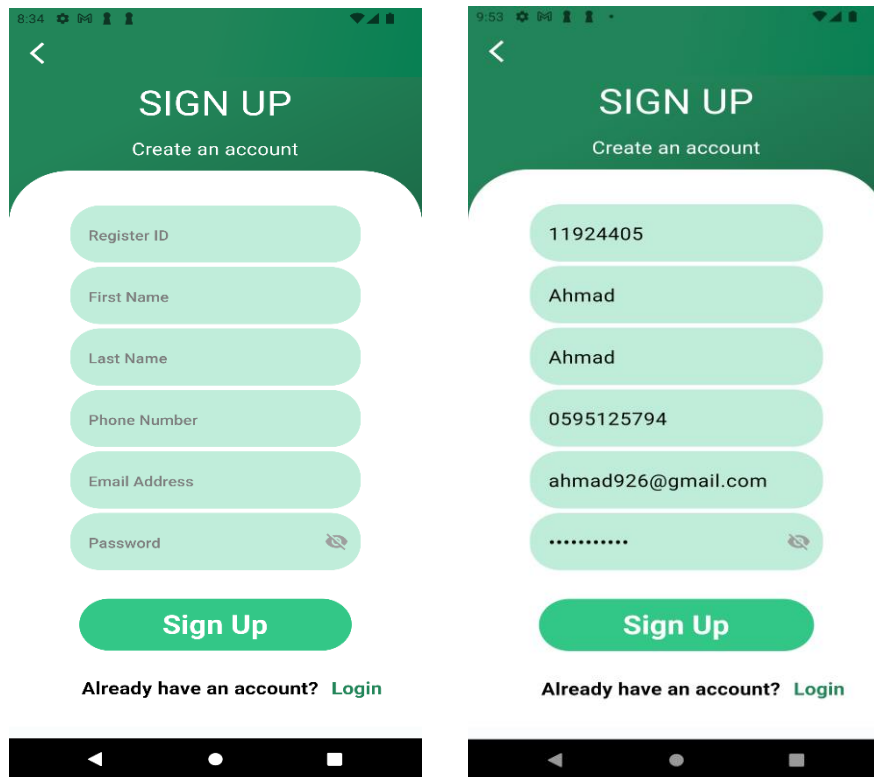 8:34
SIGN UP
Create an account
Register ID
First Name
Last Name
Phone Number
Email Address
Password
Sign Up
Already have an account? Login
9:53
SIGN UP
Create an account
11924405
Ahmad
Ahmad
0595125794
ahmad926@gmail.com
•••••••••••
Sign Up
Already have an account? Login